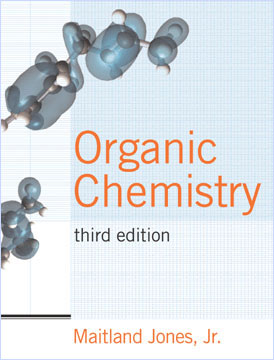 Organic
Chemistry
third edition
Maitland Jones, Jr.